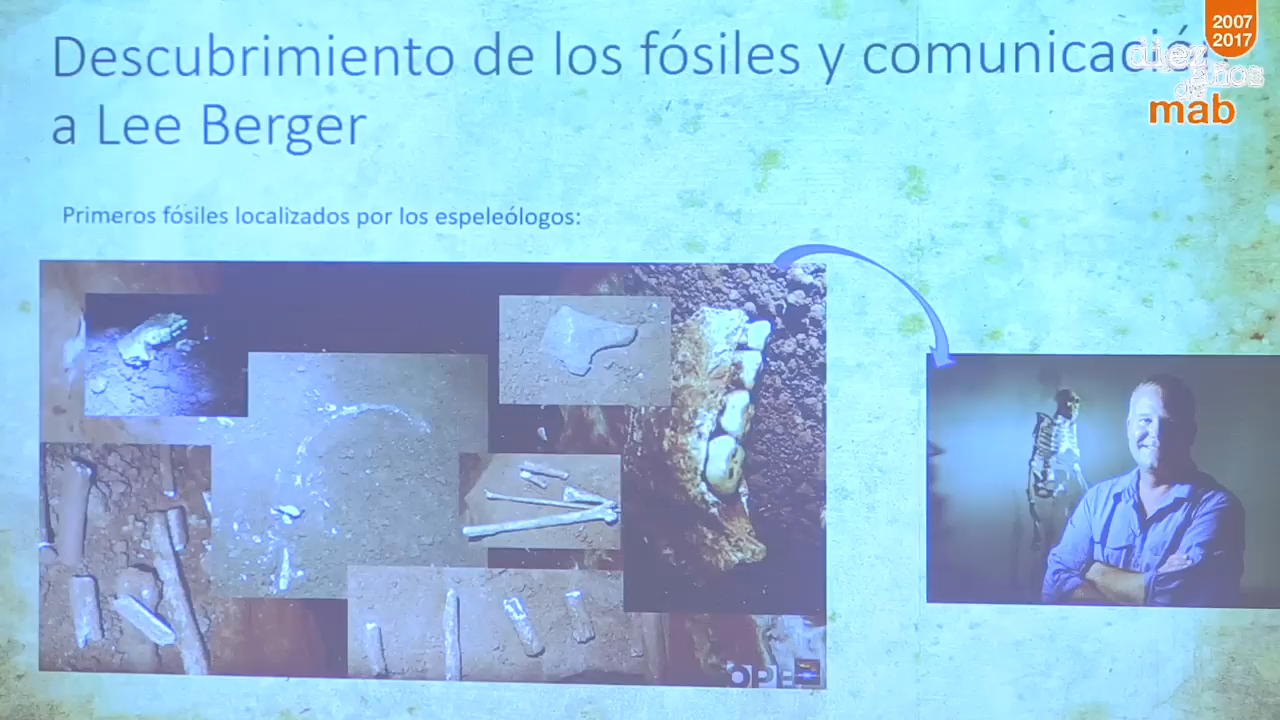 Descubrimiento de los fósiles y comunicación
a Lee Berger
2007
2017
diez
años
de
mab
Primeros fósiles localizados por los espeleólogos:
OPE